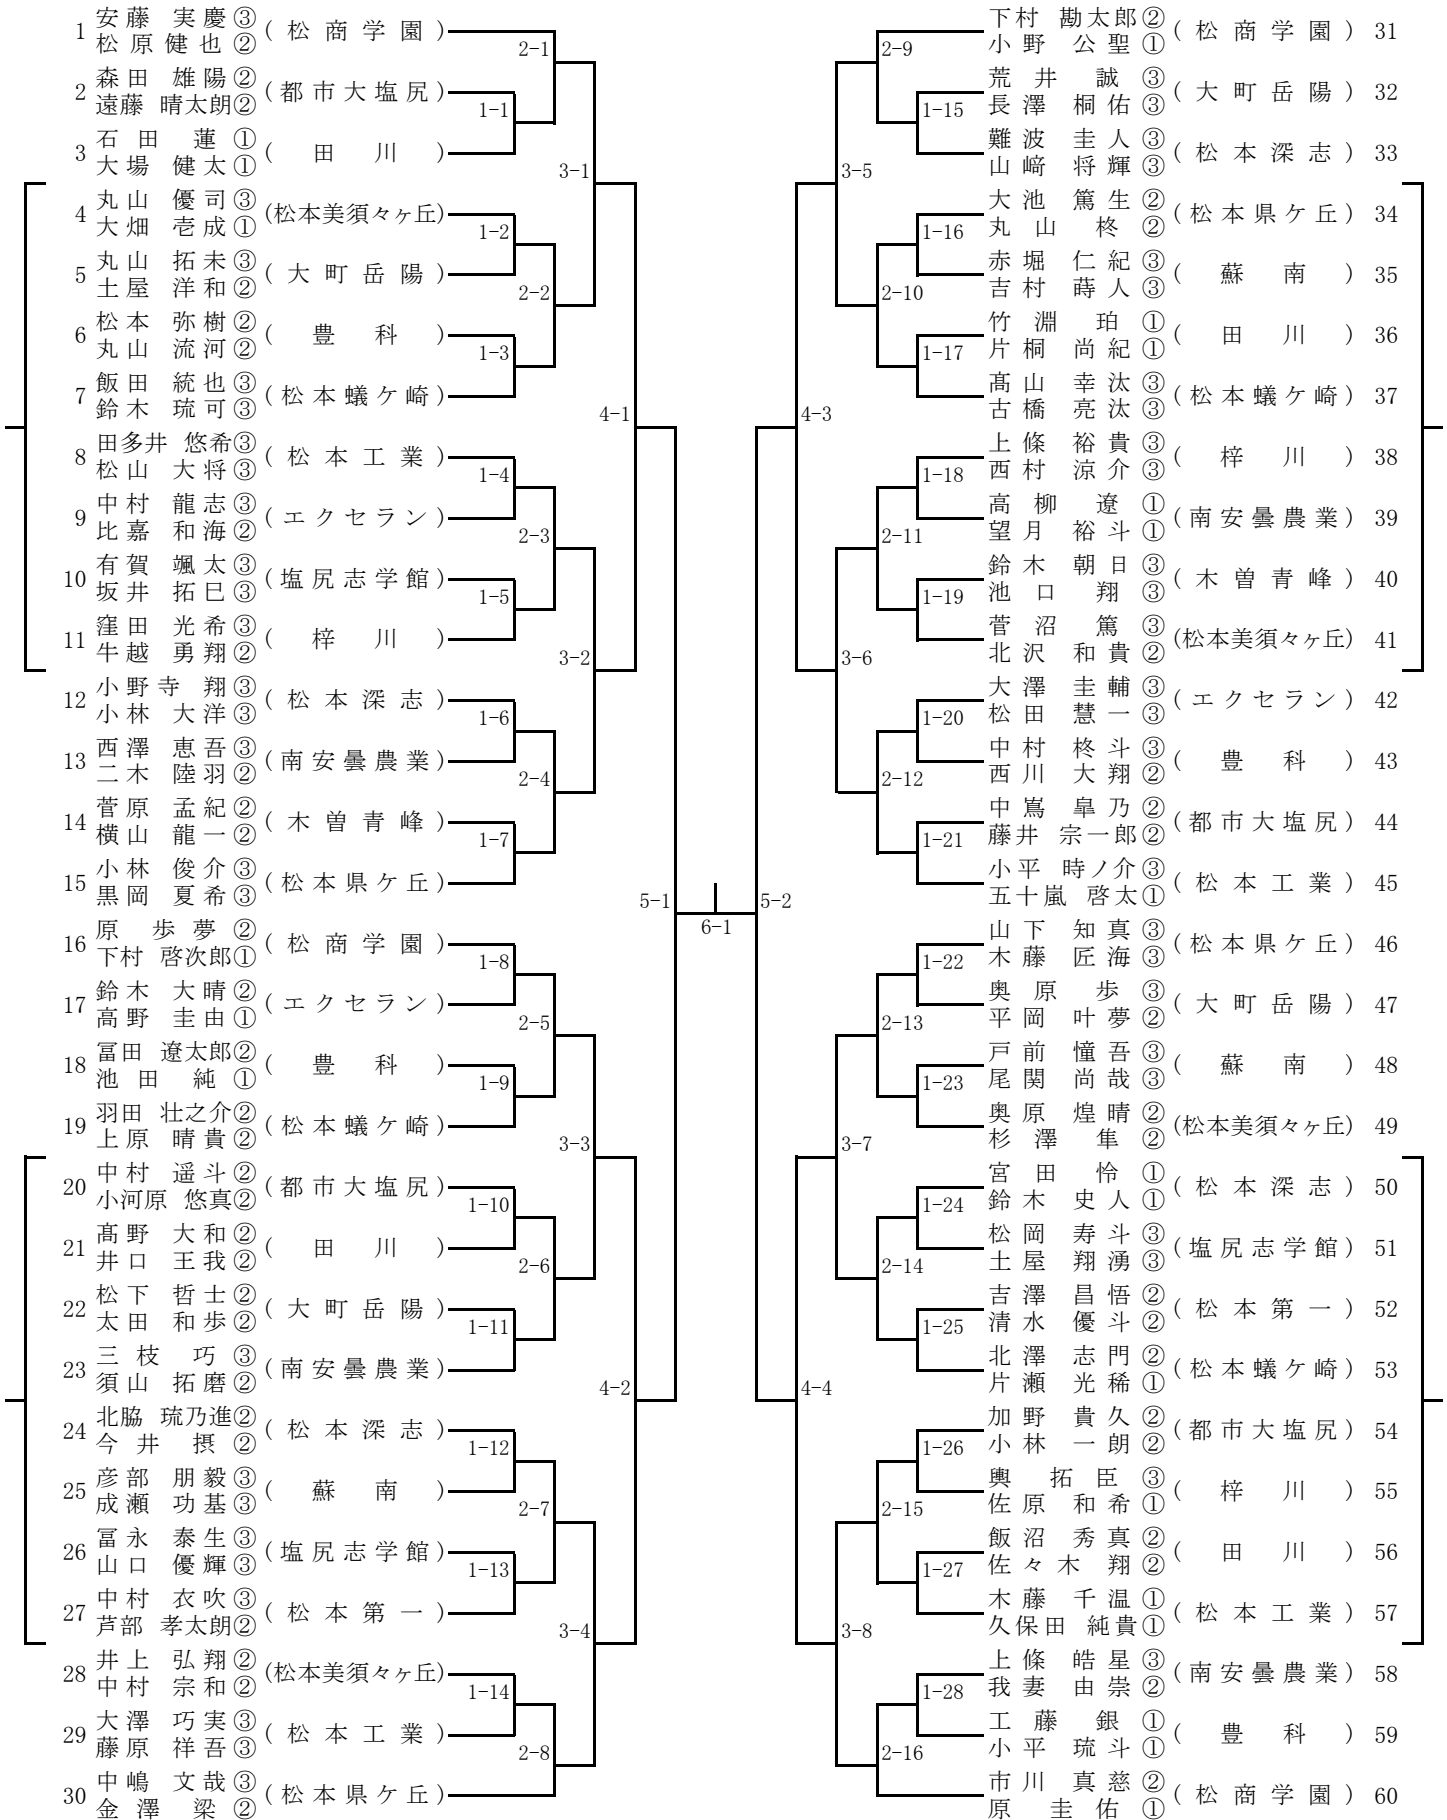 1 安藤 実慶③ (松商学園)
松原健也②
2-1
2 森田 雄陽② (都市大塩尻)
遠藤 晴太朗②
1-1
3 石田 蓮① (田川)
大場 健太①
3-1
4 丸山 優司③ (松本美須々ヶ丘)
大畑 壱成①
1-2
5 丸山 拓未③ (大町岳陽)
土屋 洋和②
2-2
6 松本 弥樹② (豊科)
丸山 流河②
1-3
7 飯田 統也③ (松本蟻ケ崎)
鈴木 琉可③
4-1
8 田多井 悠希③ (松本工業)
松山 大将③
1-4
9 中村 龍志③ (エクセラン)
比嘉 和海②
2-3
10 有賀 颯太③ (塩尻志学館)
坂井 拓巳③
1-5
11 窪田 光希③ (梓川)
牛越 勇翔②
3-2
12 小野寺 翔③ (松本深志)
小林 大洋③
1-6
13 西澤 恵吾③ (南安曇農業)
二木 陸羽②
2-4
14 菅原 孟紀② (木曽青峰)
横山 龍一②
1-7
15 小林 俊介③ (松本県ケ丘)
黒岡 夏希③
5-1
16 原 歩夢② (松商学園)
下村 啓次郎①
1-8
17 鈴木 大晴② (エクセラン)
高野 圭由①
2-5
18 冨田 遼太郎② (豊科)
池田 純①
1-9
19 羽田 壮之介② (松本蟻ケ崎)
上原 晴貴②
3-3
20 中村 遥斗② (都市大塩尻)
小河原 悠真②
1-10
21 髙野 大和② (田川)
井口 王我②
2-6
22 松下 哲士② (大町岳陽)
太田 和歩②
1-11
23 三枝 巧③ (南安曇農業)
須山 拓磨②
4-2
24 北脇 琉乃進② (松本深志)
今井 摂②
1-12
25 彦部 朋毅③ (蘇南)
成瀬 功基③
2-7
26 冨永 泰生③ (塩尻志学館)
山口 優輝③
1-13
27 中村 衣吹③ (松本第一)
芦部 孝太朗②
3-4
28 井上 弘翔② (松本美須々ヶ丘)
中村 宗和②
1-14
29 大澤 巧実③ (松本工業)
藤原 祥吾③
2-8
30 中嶋 文哉③ (松本県ケ丘)
金澤 梁②
6-1
下村 勘太郎② (松商学園) 31
小野 公聖①
2-9
荒井 誠③ (大町岳陽) 32
長澤 桐佑③
1-15
難波 圭人③ (松本深志) 33
山﨑 将輝③
3-5
大池 篤生② (松本県ケ丘) 34
丸山 柊②
1-16
赤堀 仁紀③ (蘇南) 35
吉村 蒔人③
2-10
竹淵 珀① (田川) 36
片桐 尚紀①
1-17
髙山 幸汰③ (松本蟻ケ崎) 37
古橋 亮汰③
4-3
上條 裕貴③ (梓川) 38
西村 涼介③
1-18
高柳 遼① (南安曇農業) 39
望月 裕斗①
2-11
鈴木 朝日③ (木曽青峰) 40
池口 翔③
1-19
菅沼 篤③ (松本美須々ヶ丘) 41
北沢 和貴②
3-6
大澤 圭輔③ (エクセラン) 42
松田 慧一③
1-20
中村 柊斗③ (豊科) 43
西川 大翔②
2-12
中嶌 皐乃② (都市大塩尻) 44
藤井 宗一郎②
1-21
小平 時ノ介③ (松本工業) 45
五十嵐 啓太①
5-2
山下 知真③ (松本県ケ丘) 46
木藤 匠海③
1-22
奥原 歩③ (大町岳陽) 47
平岡 叶夢②
2-13
戸前 憧吾③ (蘇南) 48
尾関 尚哉③
1-23
奥原 煌晴② (松本美須々ヶ丘) 49
杉澤 隼②
3-7
宮田 怜① (松本深志) 50
鈴木 史人①
1-24
松岡 寿斗③ (塩尻志学館) 51
土屋 翔湧③
2-14
吉澤 昌悟② (松本第一) 52
清水 優斗②
1-25
北澤 志門② (松本蟻ケ崎) 53
片瀬 光稀①
4-4
加野 貴久② (都市大塩尻) 54
小林 一朗②
1-26
輿 拓臣③ (梓川) 55
佐原 和希①
2-15
飯沼 秀真② (田川) 56
佐々木 翔②
1-27
木藤 千温① (松本工業) 57
久保田 純貴①
3-8
上條 皓星③ (南安曇農業) 58
我妻 由崇②
1-28
工藤 銀① (豊科) 59
小平 琉斗①
2-16
市川 真慈② (松商学園) 60
原 圭佑①